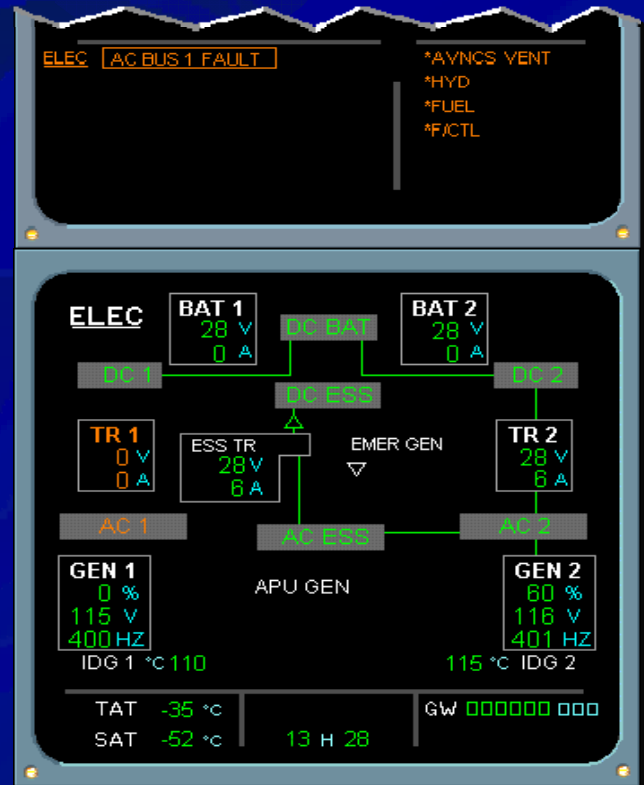 ELEC AC BUS 1 FAULT
*AVNCS VENT
*HYD
*FUEL
*F/CTL
ELEC
BAT 1
28 V
0 A
DC BAT
BAT 2
28 V
0 A
DC 1
DC 2
DC ESS
TR 1
0 V
0 A
ESS TR
28 V
6 A
EMER GEN
TR 2
28 V
6 A
AC 1
AC ESS
AC 2
GEN 1
0 %
115 V
400 HZ
APU GEN
GEN 2
60 %
116 V
401 HZ
IDG 1 °C 110
115 °C IDG 2
TAT -35 °C
SAT -52 °C
13 H 28
GW